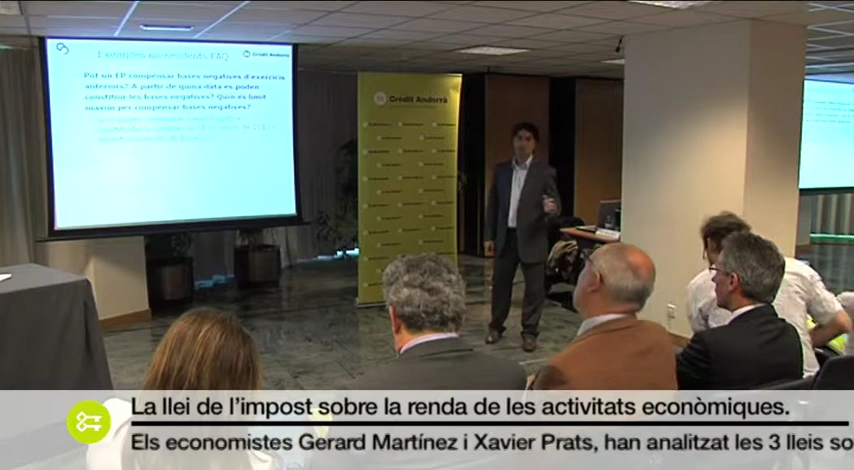 Exemples no residents FAQ
Crèdit Andorrà
Pot un EP compensar bases negatives d'exercicis
anteriors? A partir de quina data es poden
constituir les bases negatives? Quin és límit
màxim per compensar bases negatives?
Crèdit Andorrà
La llei de l'impost sobre la renda de les activitats econòmiques.
Els economistes Gerard Martínez i Xavier Prats, han analitzat les 3 lleis so